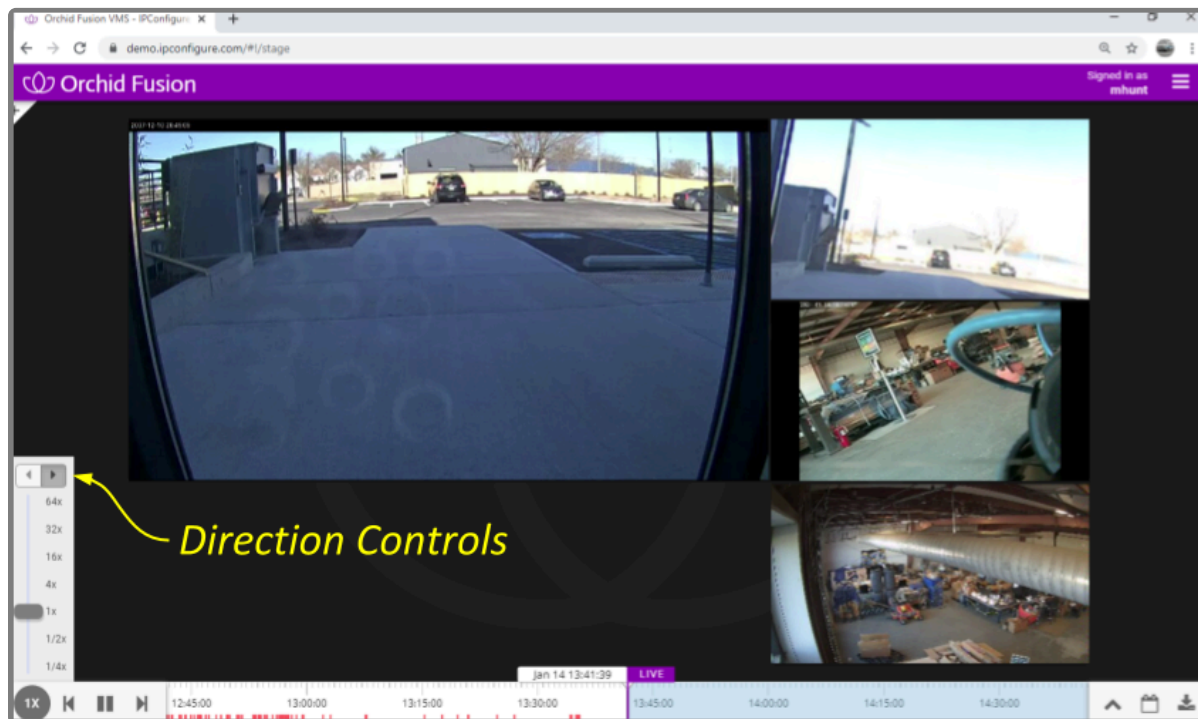 Orchid Fusion VMS - IPConfigure
demo.ipconfigure.com/#!/stage
Orchid Fusion
Signed in as
mhunt
64x
32x
16x
4x
1x
1/2x
1/4x
Direction Controls
Jan 14 13:41:39 LIVE
1X
12:45:00 13:00:00 13:15:00 13:30:00 13:45:00 14:00:00 14:15:00 14:30:00